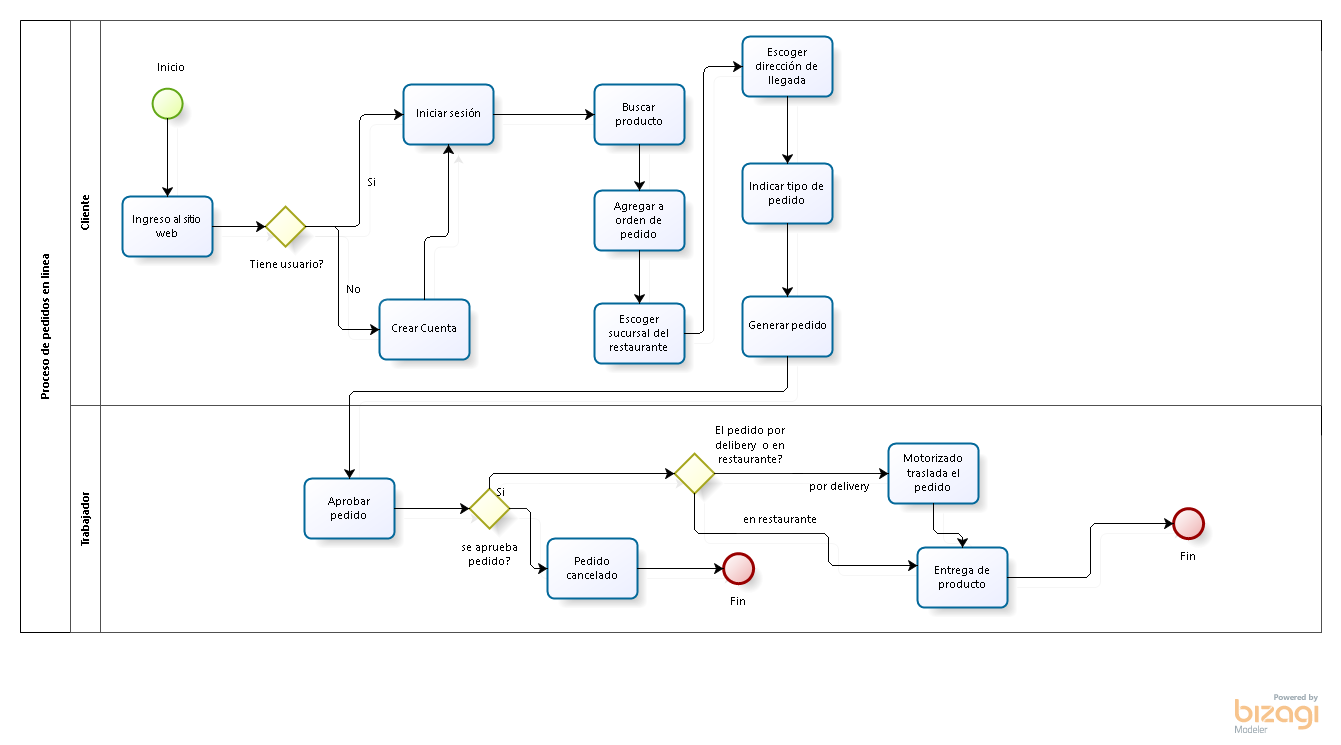 Proceso de pedidos en linea
Cliente
Inicio
Ingreso al sitio
web
Tiene usuario?
Si
No
Iniciar sesión
Crear Cuenta
Buscar
producto
Agregar a
orden de
pedido
Escoger
sucursal del
restaurante
Escoger
dirección de
llegada
Indicar tipo de
pedido
Generar pedido
Trabajador
Aprobar
pedido
Si
se aprueba
pedido?
Pedido
cancelado
Fin
El pedido por
delibery o en
restaurante?
por delivery
en restaurante
Motorizado
traslada el
pedido
Entrega de
producto
Fin
Powered by
bizagi
Modeler